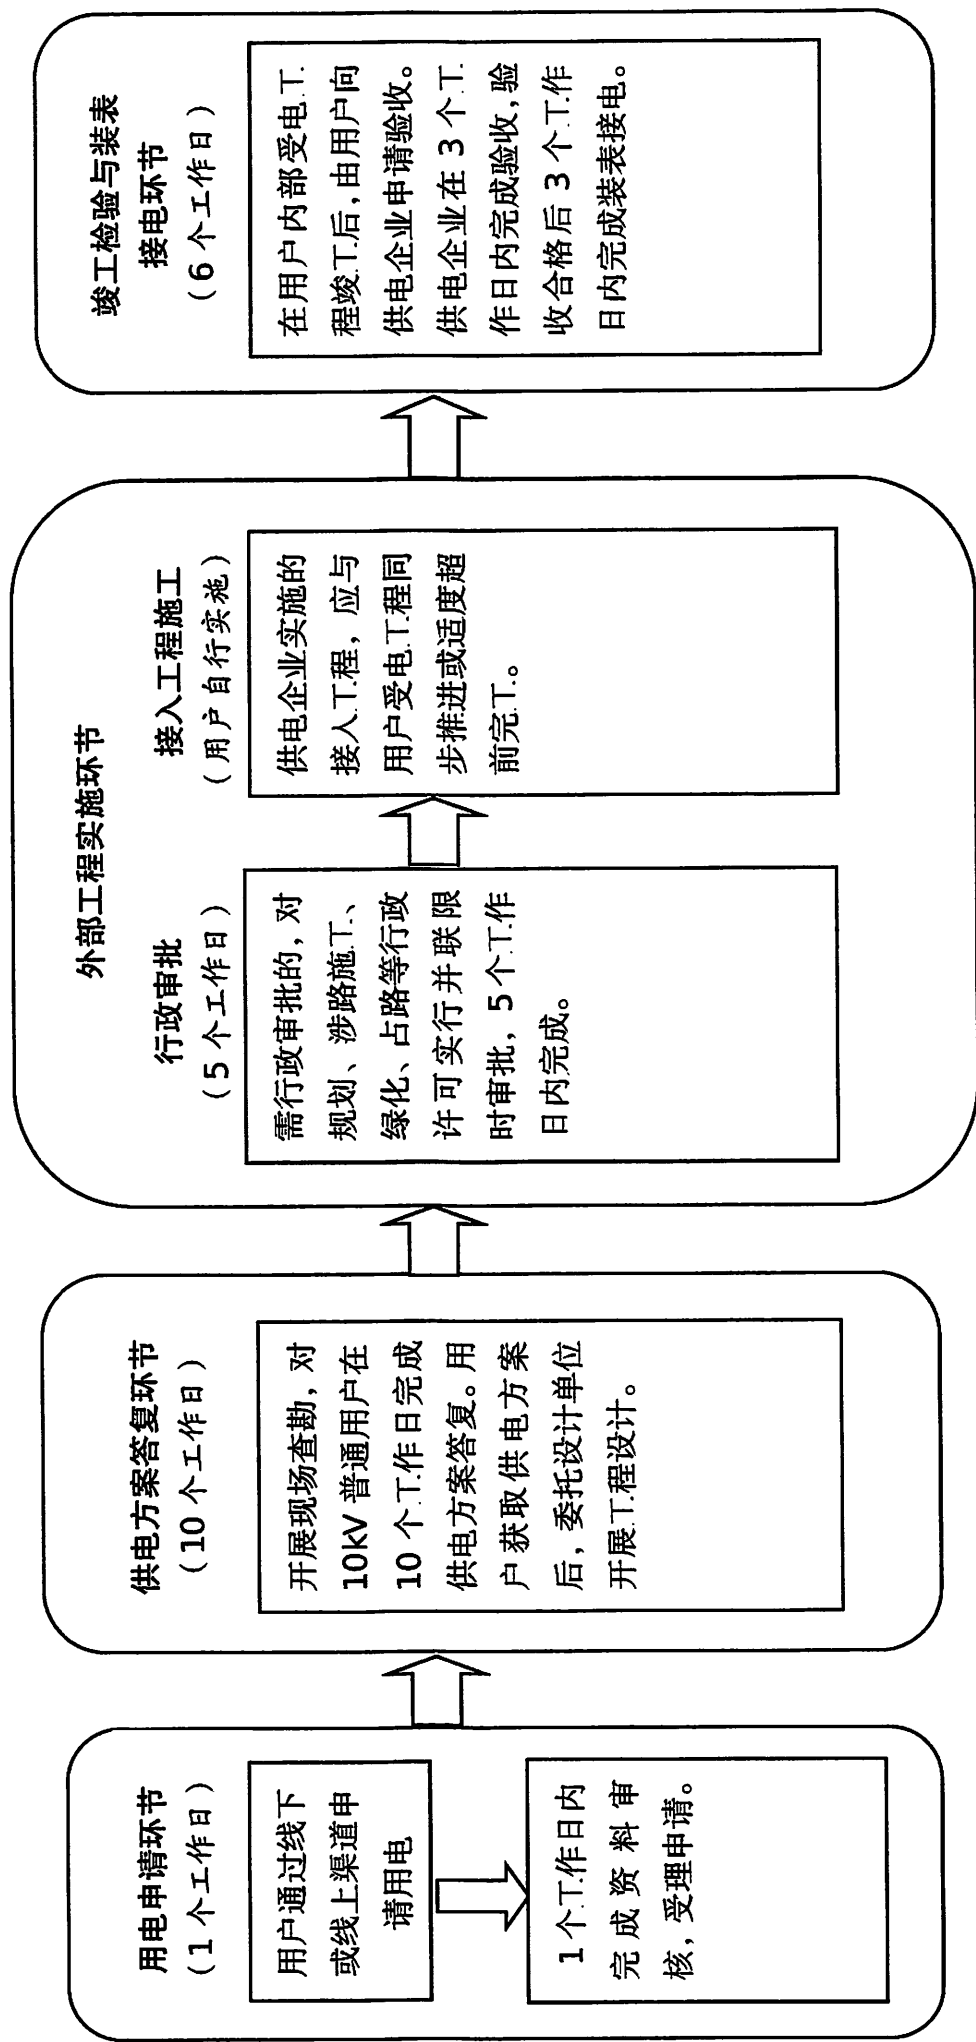 用电申请环节
（1个工作日）
用户通过线下
或线上渠道申
请用电
1个工作日内
完成资料审
核，受理申请。
供电方案答复环节
（10个工作日）
开展现场查勘，对
10kV普通用户在
10个工作日完成
供电方案答复。用
户获取供电方案
后，委托设计单位
开展工程设计。
外部工程实施环节
行政审批
（5个工作日）
需行政审批的，对
规划、涉路施工、
绿化、占路等行政
许可实行并联限
时审批，5个工作
日内完成。
接入工程施工
（用户自行实施）
供电企业实施的
接入工程，应与
用户受电工程同
步推进或适度超
前完工。
竣工检验与装表
接电环节
（6个工作日）
在用户内部受电工
程竣工后，由用户向
供电企业申请验收。
供电企业在3个工
作日内完成验收，验
收合格后3个工作
日内完成装表接电。